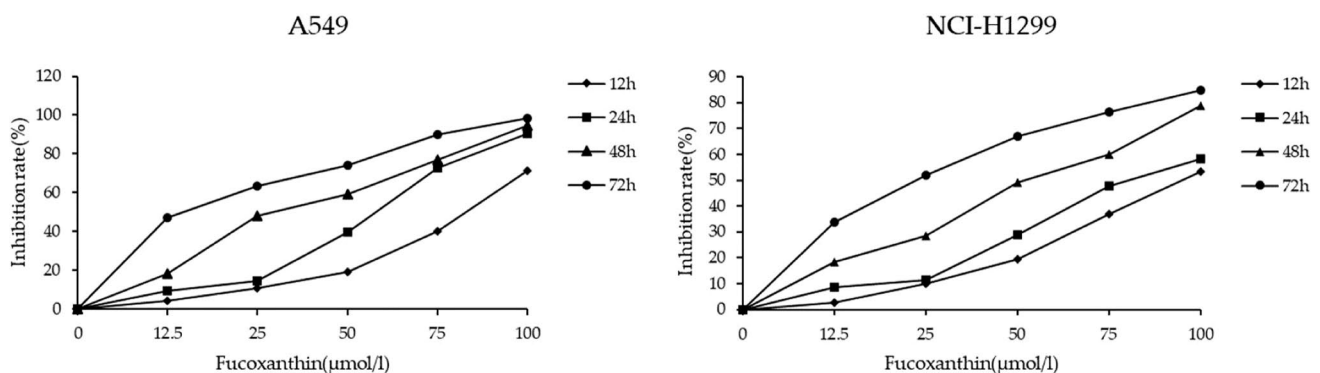 A549
120
100
80
60
40
20
0
Inhibition rate(%)
0 12.5 25 50 75 100
Fucoxanthin(μmol/l)
12h
24h
48h
72h
NCI-H1299
90
80
70
60
50
40
30
20
10
0
Inhibition rate(%)
0 12.5 25 50 75 100
Fucoxanthin(μmol/l)
12h
24h
48h
72h